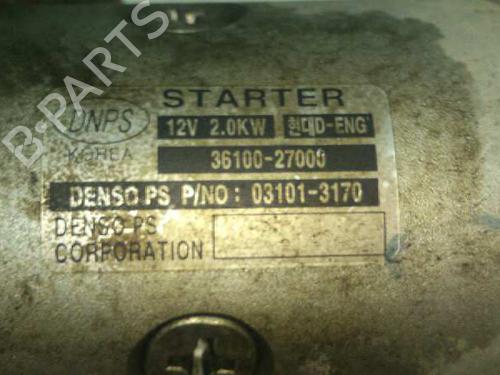 B-PARTS
STARTER
DNPS
12V 2.0KW 현대D-ENG
KOREA
36100-27000
DENSO PS P/NO: 03101-3170
DENSO PS
CORPORATION